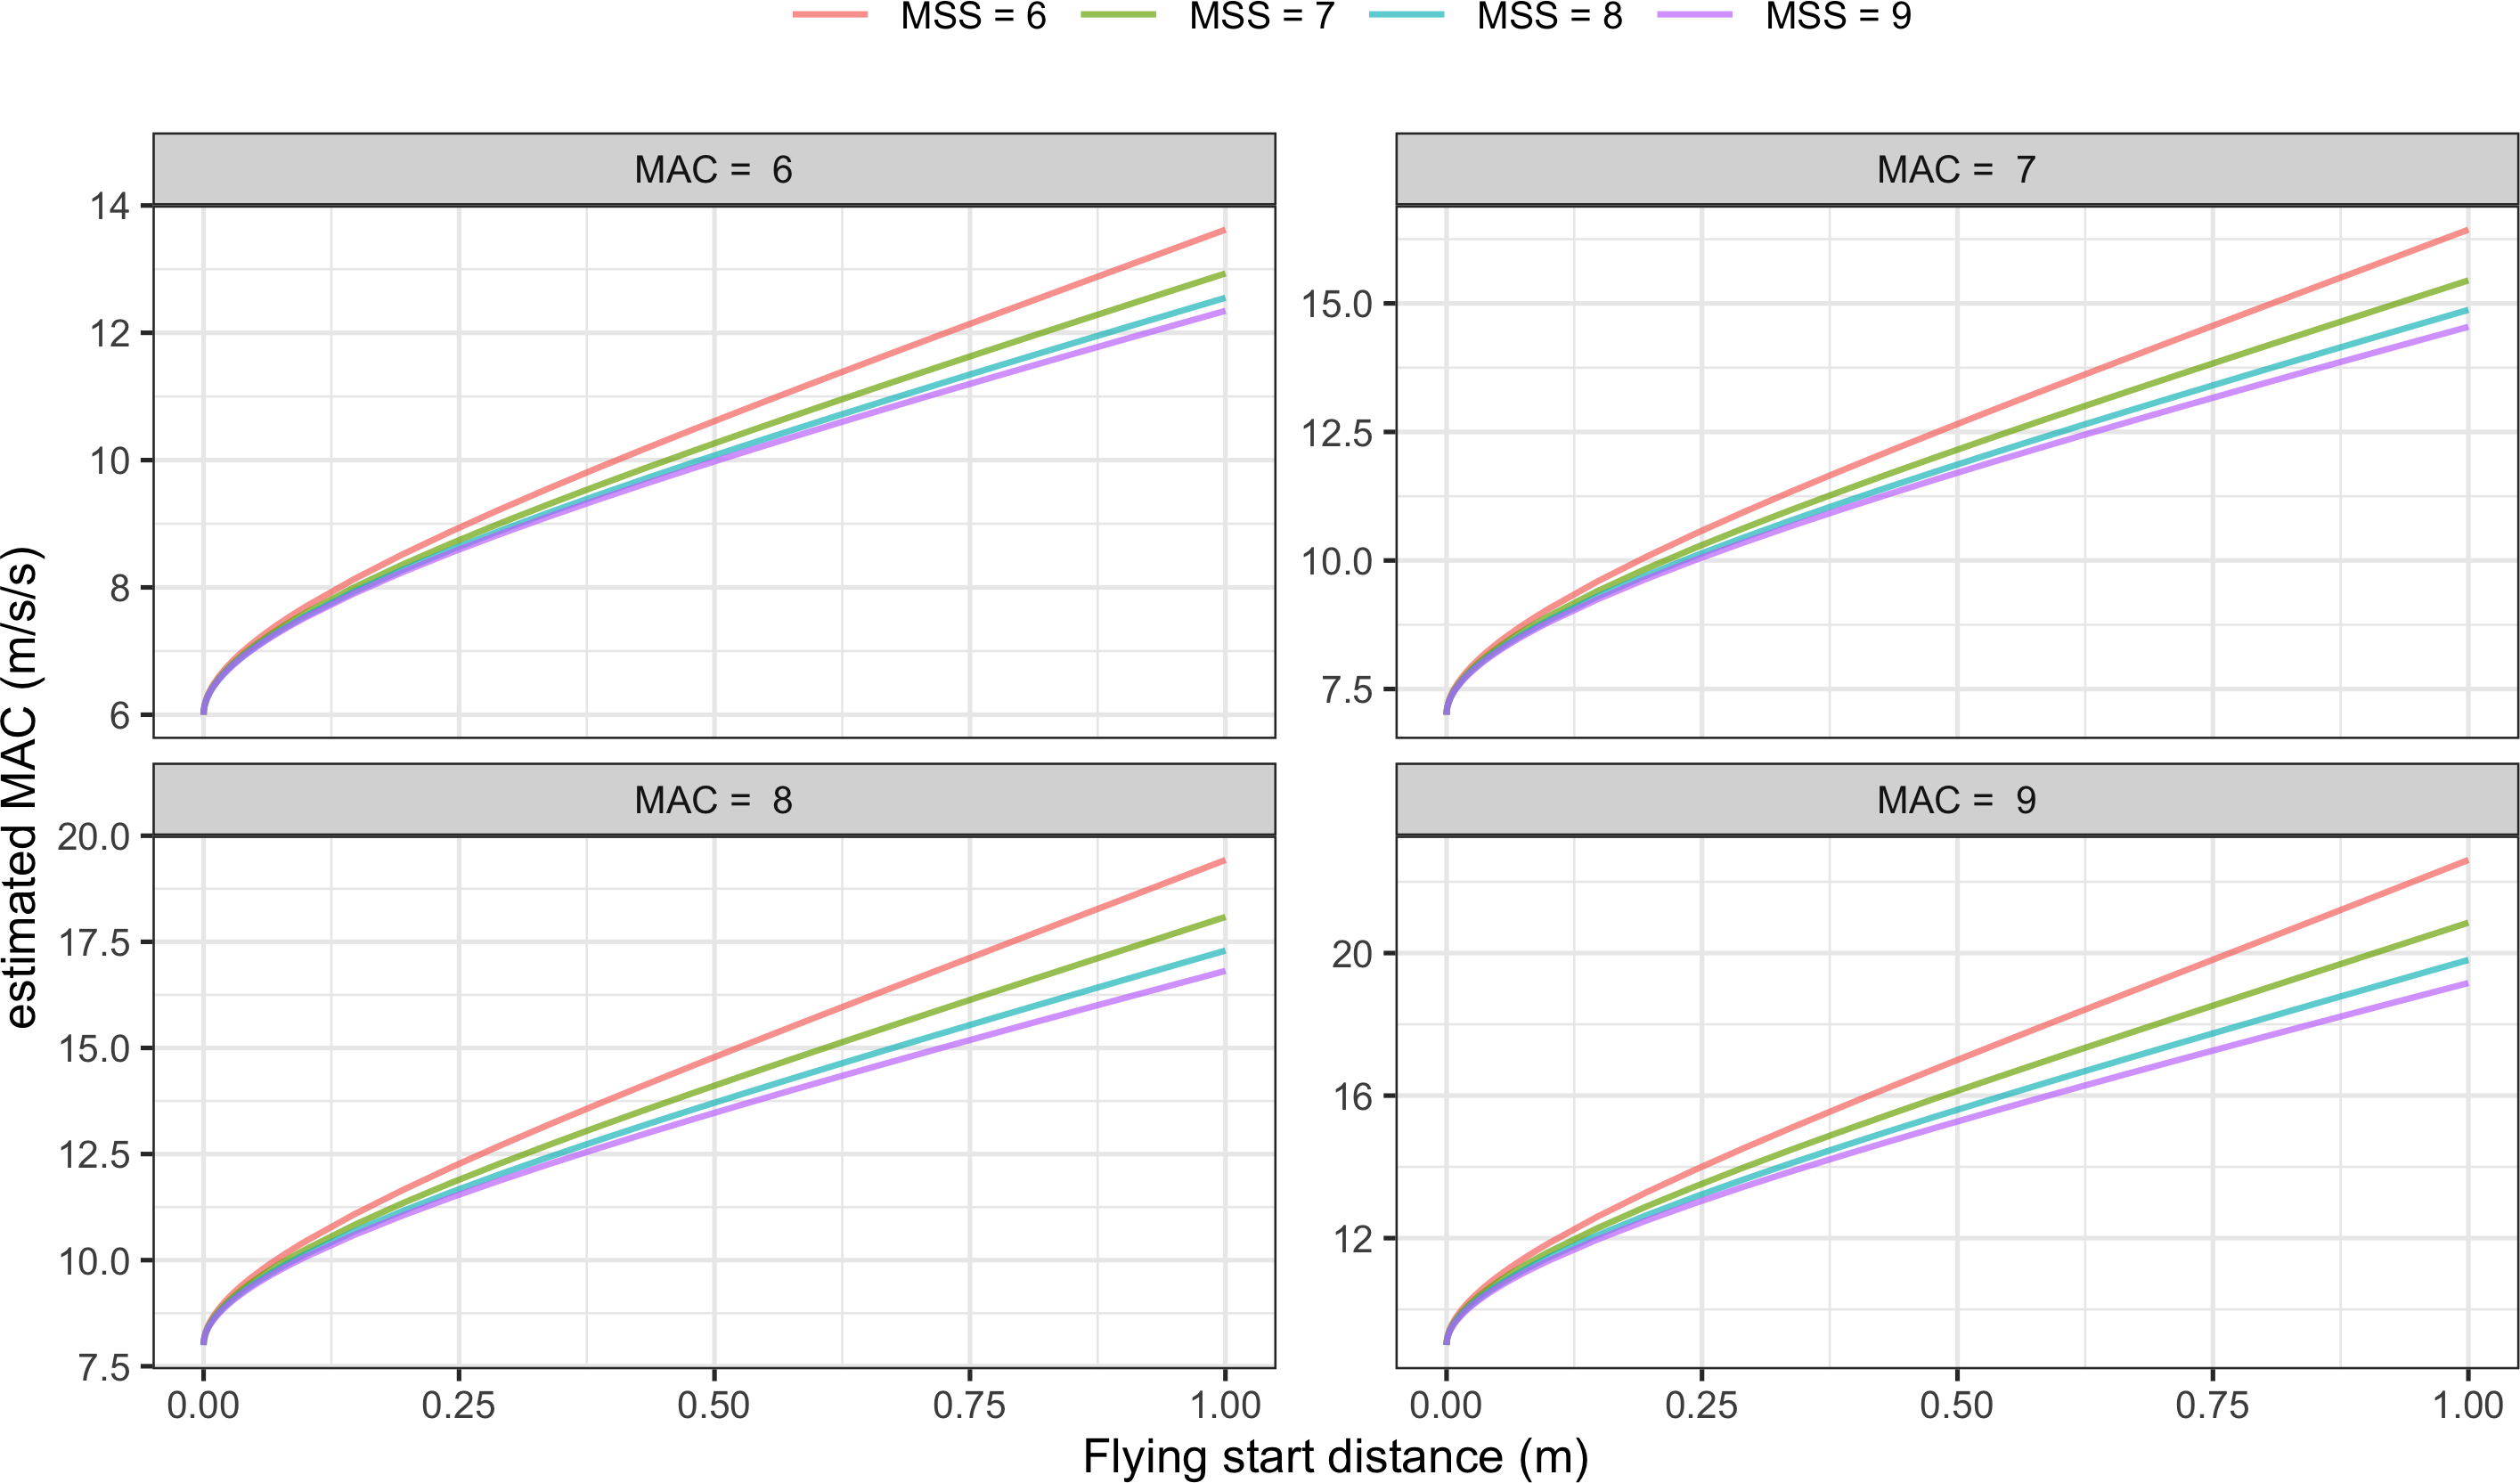 MSS = 6 MSS = 7 MSS = 8 MSS = 9
MAC = 6
MAC = 7
14
12
10
8
6
15.0
12.5
10.0
7.5
MAC = 8
MAC = 9
20.0
17.5
15.0
12.5
10.0
7.5
20
16
12
0.00 0.25 0.50 0.75 1.00
0.00 0.25 0.50 0.75 1.00
estimated MAC (m/s/s)
Flying start distance (m)